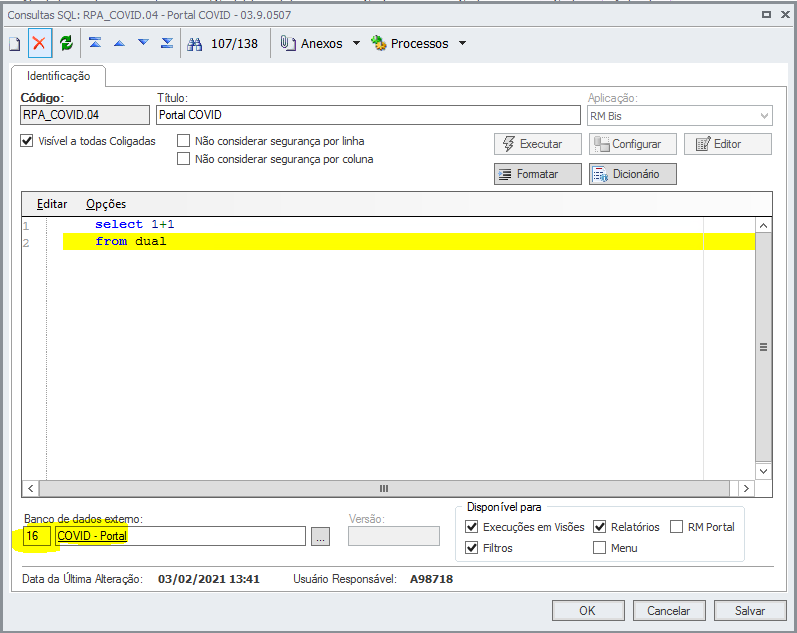 Consultas SQL: RPA_COVID.04 - Portal COVID - 03.9.0507
107/138 Anexos Processos
Identificação
Código: Título: Aplicação:
RPA_COVID.04 Portal COVID RM Bis
Visível a todas Coligadas Não considerar segurança por linha Executar Configurar Editor
Não considerar segurança por coluna
Formatar Dicionário
Editar Opções
1 select 1+1
2 from dual
Banco de dados externo: Versão: Disponível para
16 COVID - Portal ... Execuções em Visões Relatórios RM Portal
Filtros Menu
Data da Última Alteração: 03/02/2021 13:41 Usuário Responsável: A98718
OK Cancelar Salvar